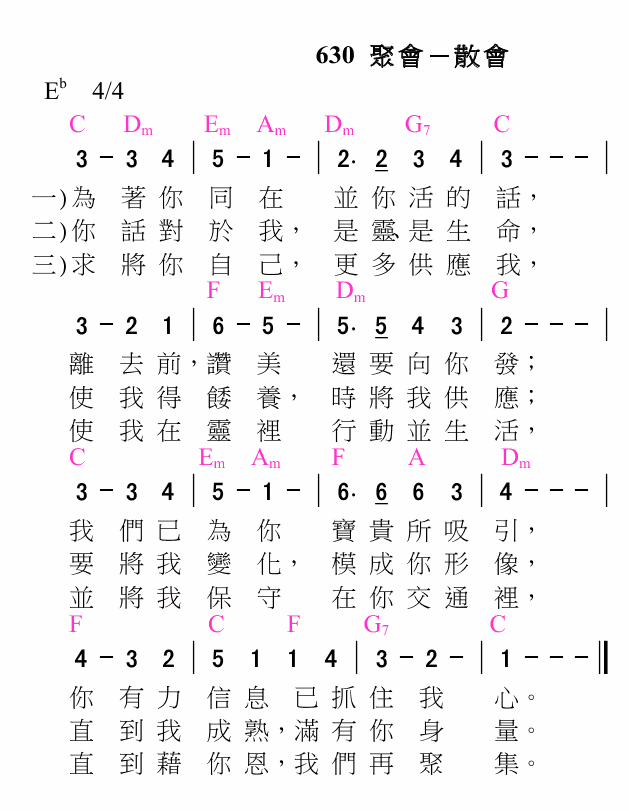 630 聚會－散會
E♭ 4/4
C Dm Em Am Dm G7 C
3 – 3 4 | 5 – 1 – | 2· 2 3 4 | 3 – – – |
一)為著你同在 並你活的話，
二)你話對於我，是靈、是生命，
三)求將你自己，更多供應我，
F Em Dm G
3 – 2 1 | 6 – 5 – | 5· 5 4 3 | 2 – – – |
離去前，讚美 還要向你發；
使我得餧養，時將我供應；
使我在靈裡 行動並生活，
C Em Am F A Dm
3 – 3 4 | 5 – 1 – | 6· 6 6 3 | 4 – – – |
我們已為你 寶貴所吸引，
要將我變化，模成你形像，
並將我保守 在你交通裡，
F C F G7 C
4 – 3 2 | 5 1 1 4 | 3 – 2 – | 1 – – – ‖
你有力信息已抓住我心。
直到我成熟，滿有你身量。
直到藉你恩，我們再聚集。